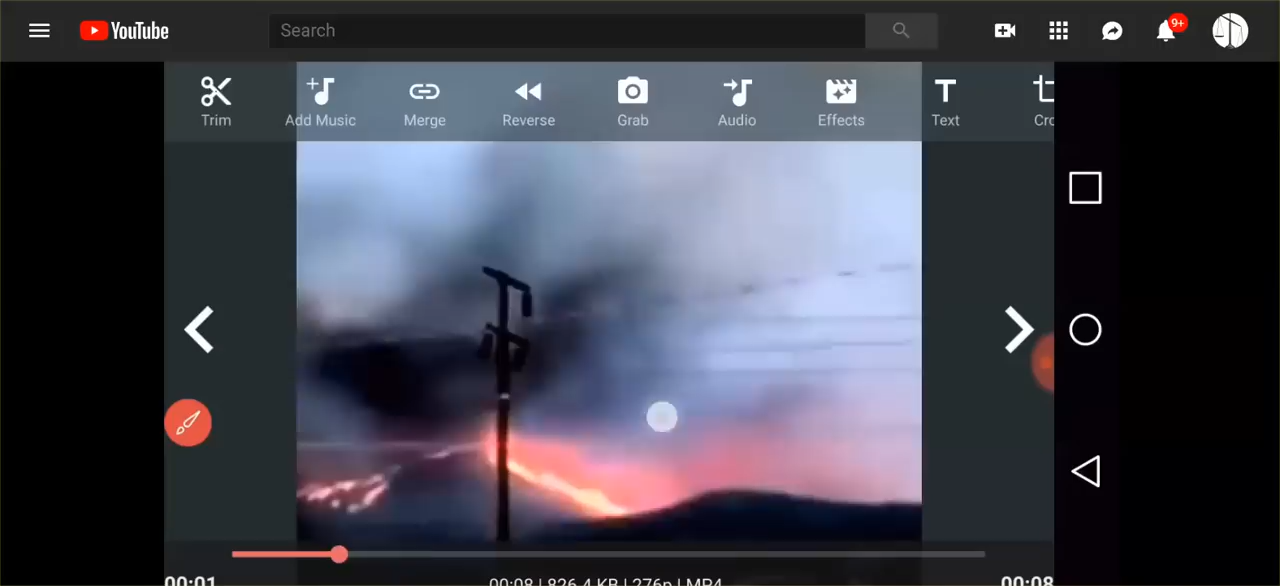 YouTube
Search
9+
Trim
Add Music
Merge
Reverse
Grab
Audio
Effects
Text
Cro
00:01
00:08 | 826.4 KB | 276p | MP4
00:08